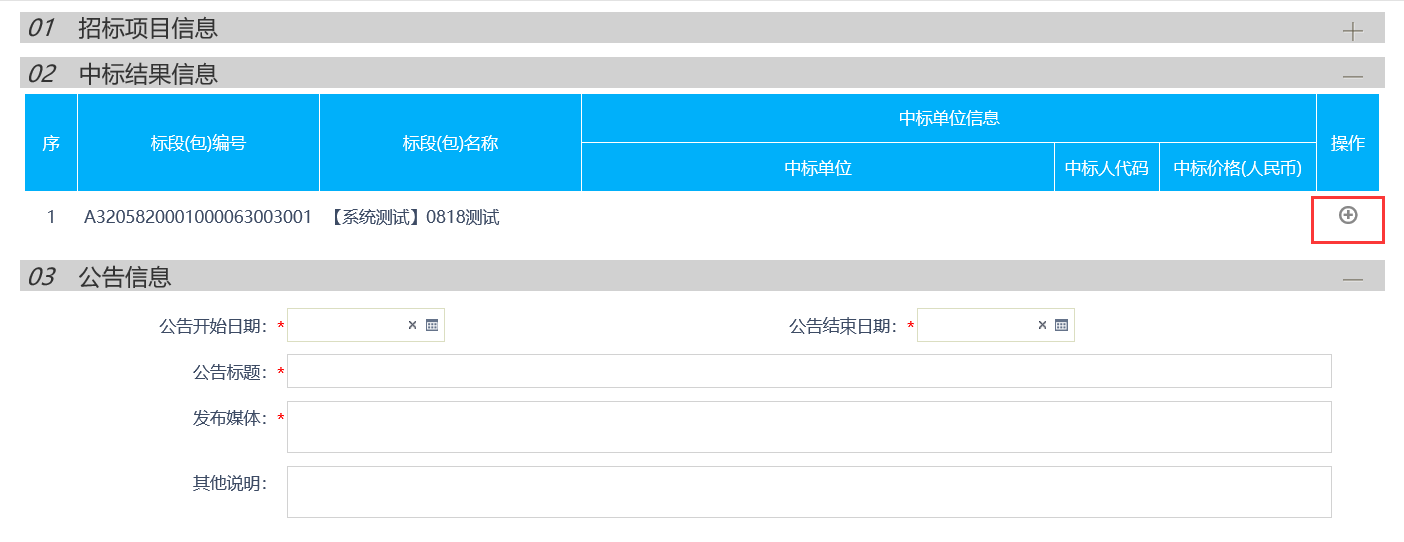 01 招标项目信息
02 中标结果信息
序 标段(包)编号 标段(包)名称 中标单位信息 操作
中标单位 中标人代码 中标价格(人民币)
1 A3205820001000063003001 【系统测试】0818测试
03 公告信息
公告开始日期：* 公告结束日期：*
公告标题：*
发布媒体：*
其他说明：